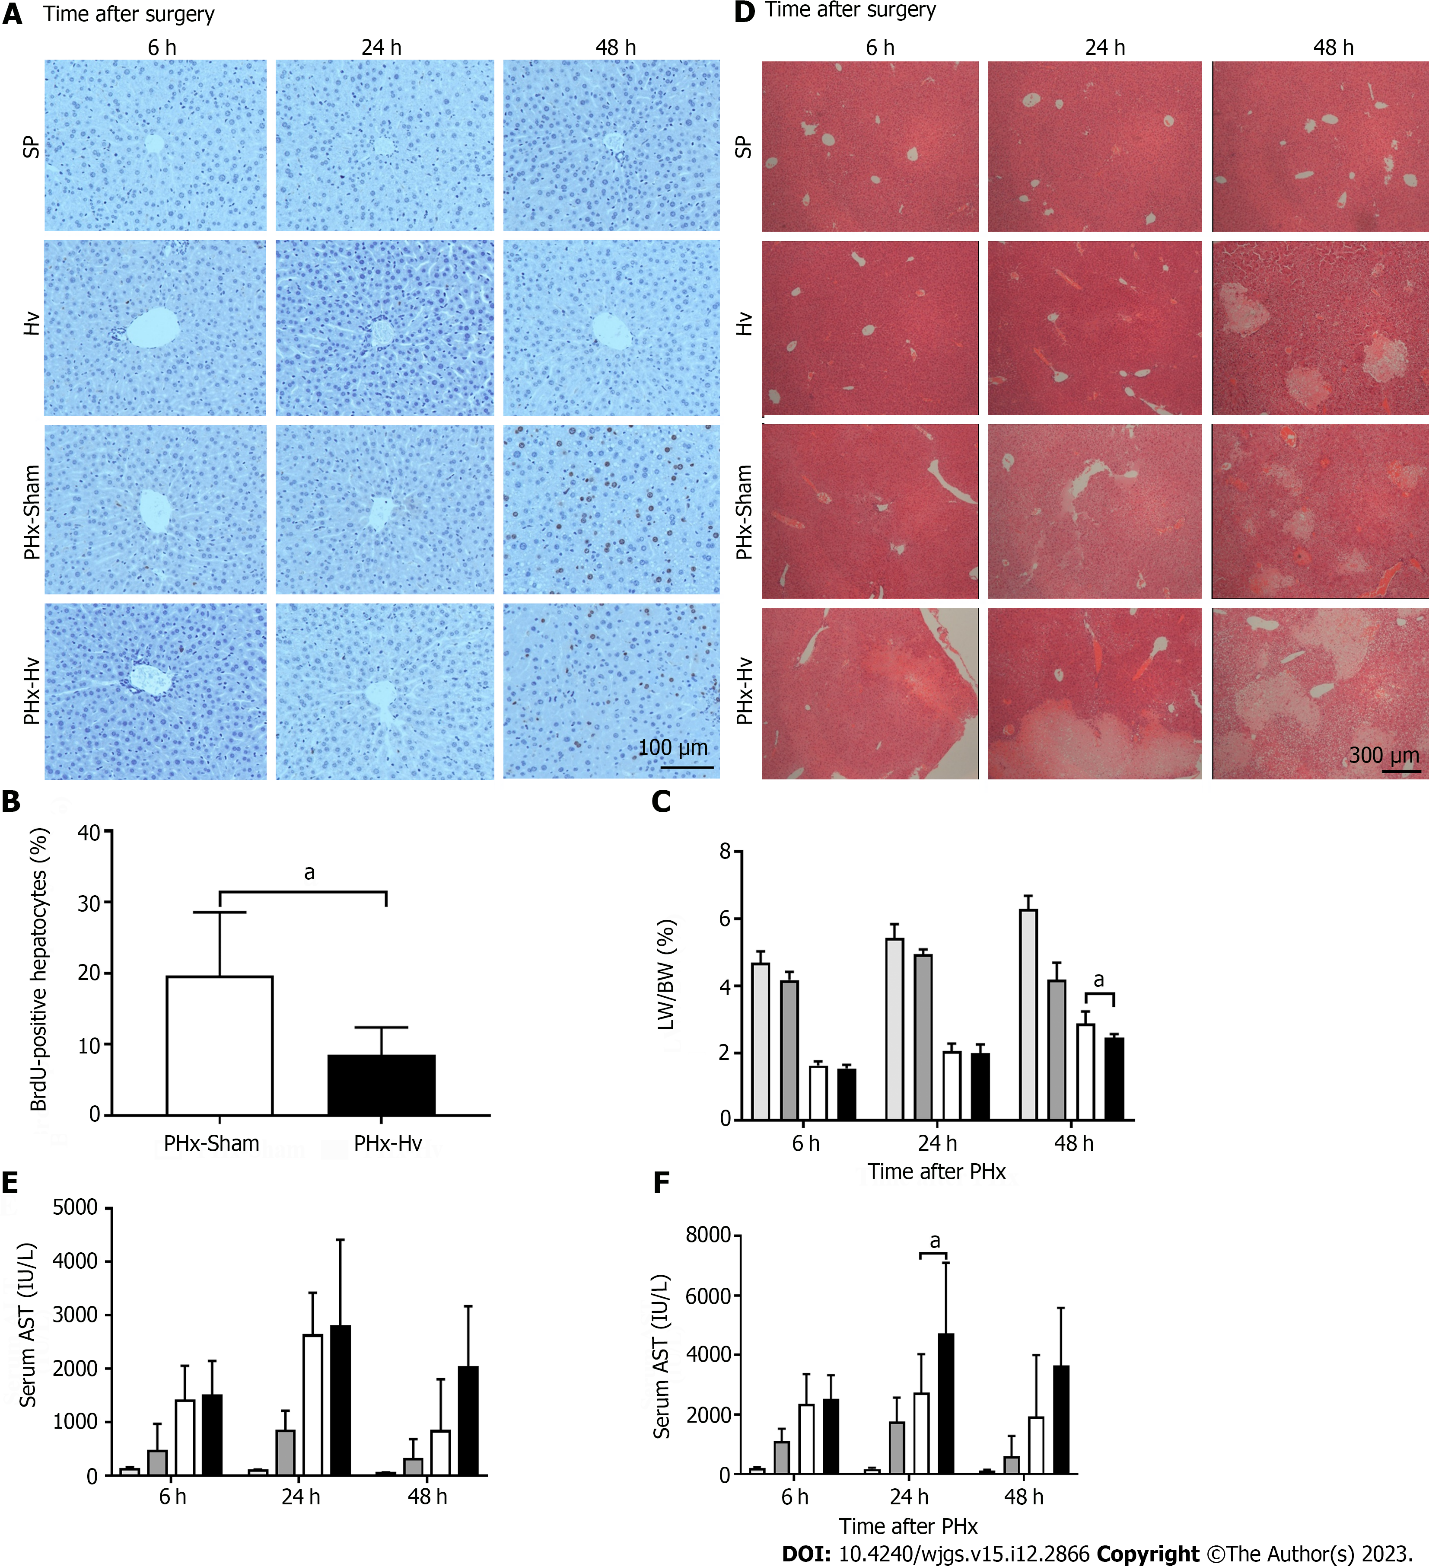 A Time after surgery
6 h 24 h 48 h
SP
Hv
PHx-Sham
PHx-Hv
100 µm
D Time after surgery
6 h 24 h 48 h
SP
Hv
PHx-Sham
PHx-Hv
300 µm
B
BrdU-positive hepatocytes (%)
40
30
20
10
0
a
PHx-Sham PHx-Hv
C
LW/BW (%)
8
6
4
2
0
a
6 h 24 h 48 h
Time after PHx
E
Serum AST (IU/L)
5000
4000
3000
2000
1000
0
6 h 24 h 48 h
F
Serum AST (IU/L)
8000
6000
4000
2000
0
a
6 h 24 h 48 h
Time after PHx
DOI: 10.4240/wjgs.v15.i12.2866 Copyright ©The Author(s) 2023.